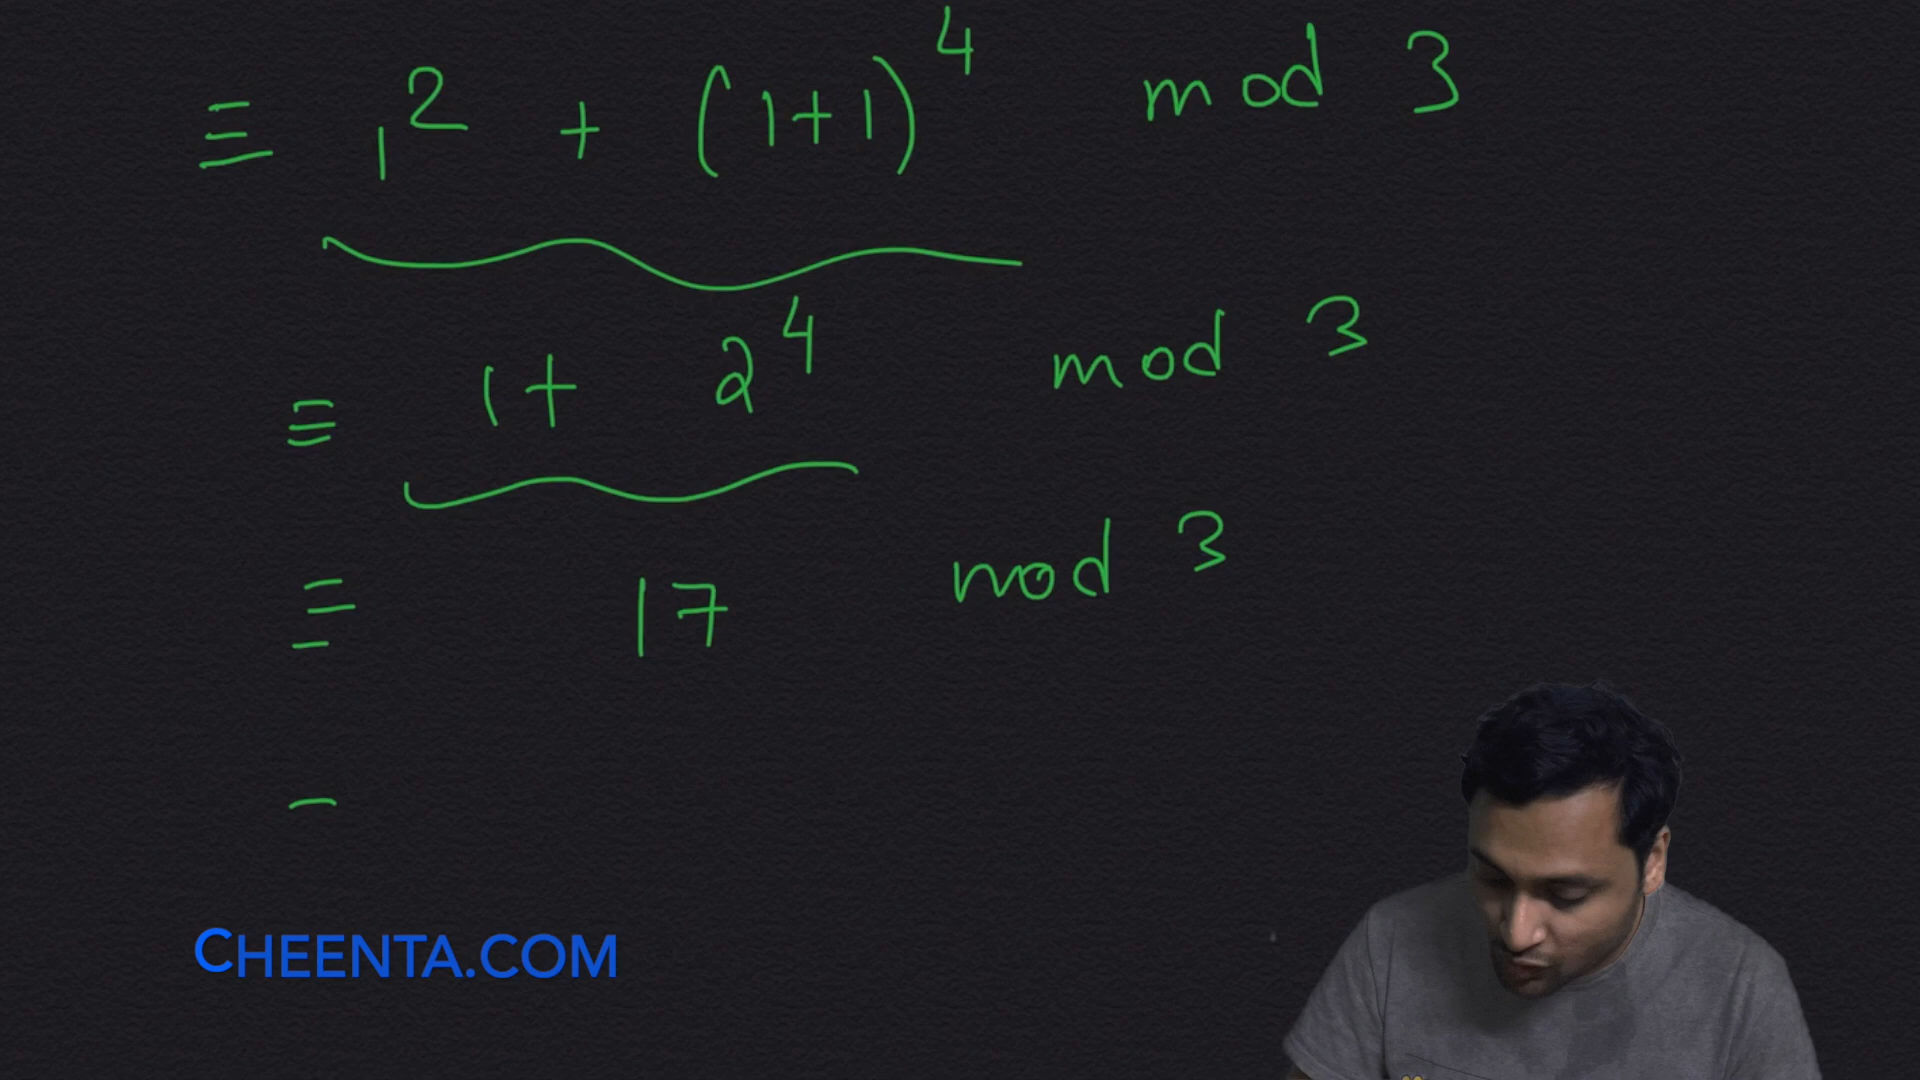 ≡ 1² + (1+1)⁴ mod 3
≡ 1 + 2⁴ mod 3
≡ 17 mod 3
−
CHEENTA.COM